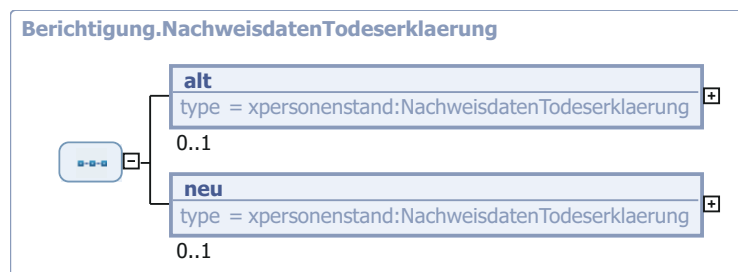 Berichtigung.NachweisdatenTodeserklaerung
alt
type = xpersonenstand:NachweisdatenTodeserklaerung
0..1
neu
type = xpersonenstand:NachweisdatenTodeserklaerung
0..1